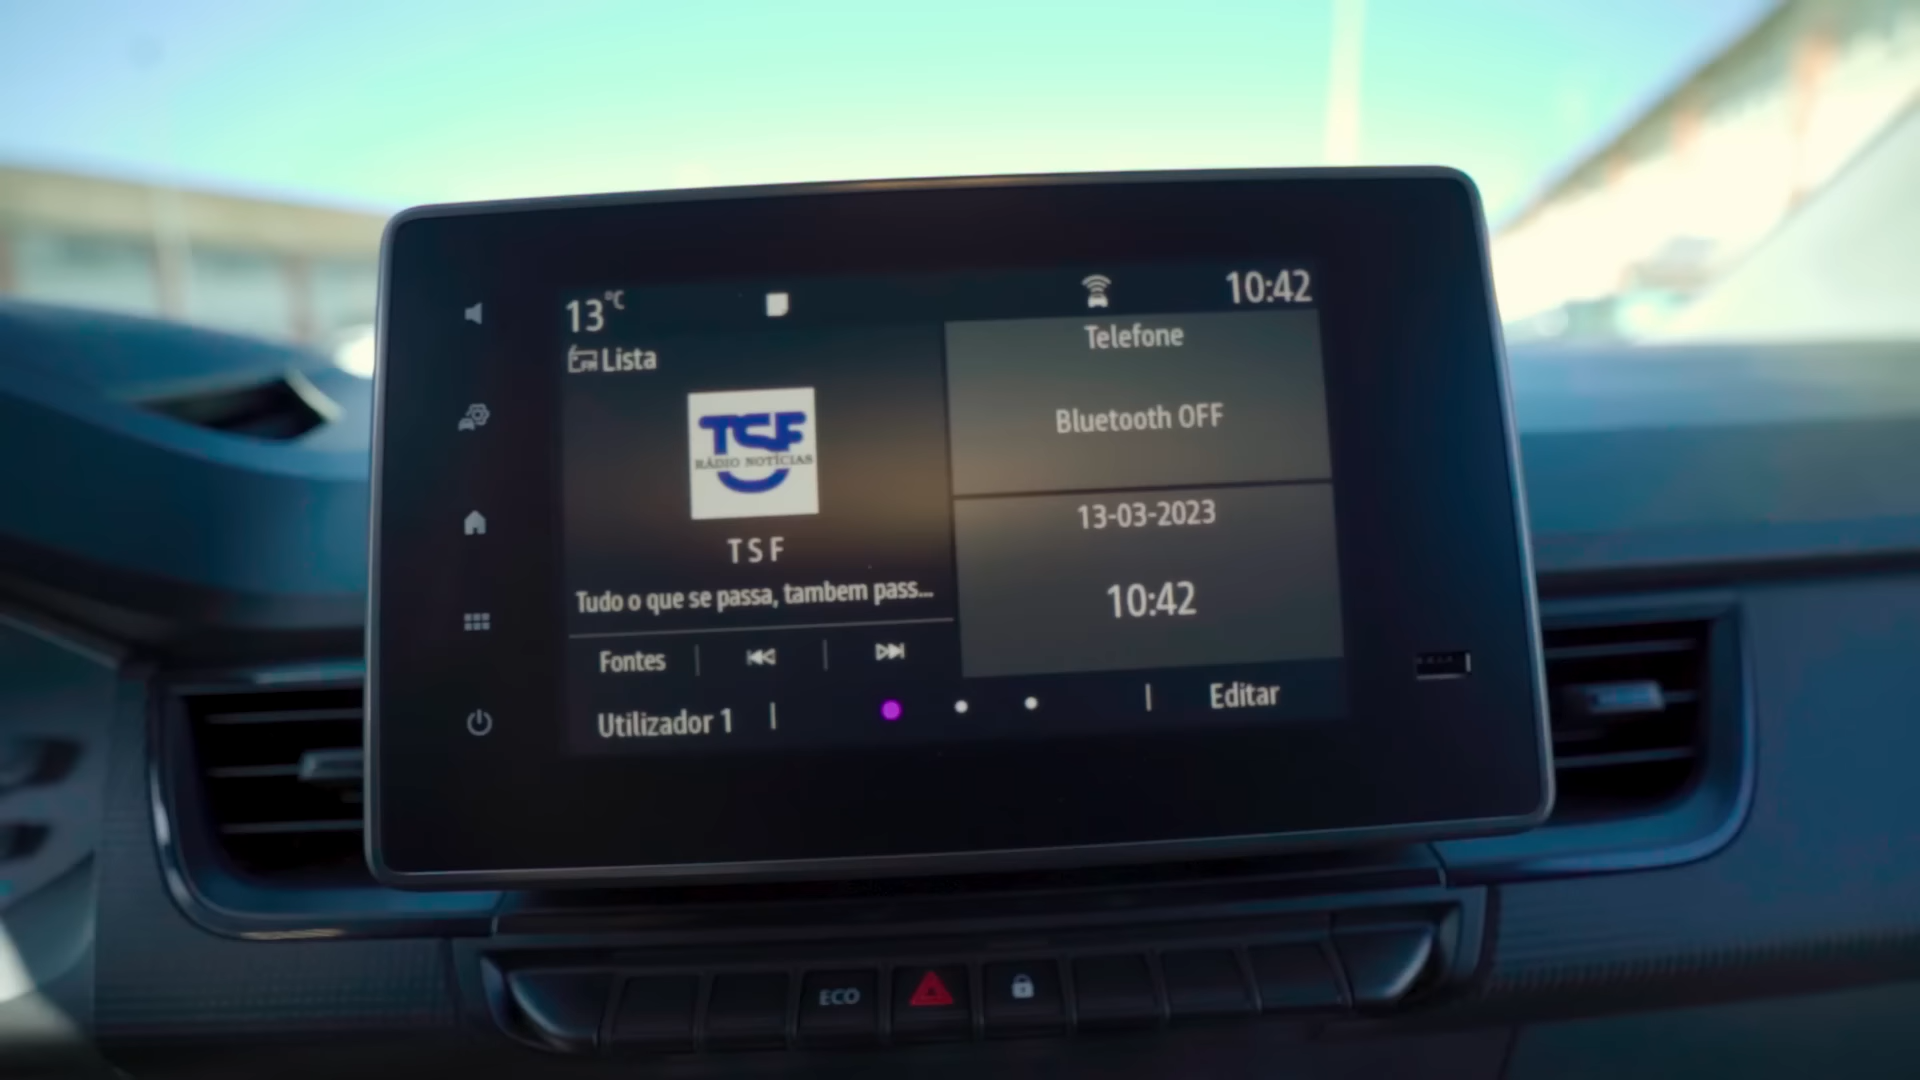 13°C
10:42
FM Lista
TSF
RÁDIO NOTÍCIAS
TSF
Tudo o que se passa, tambem pass...
Fontes
Telefone
Bluetooth OFF
13-03-2023
10:42
Utilizador 1
Editar
ECO